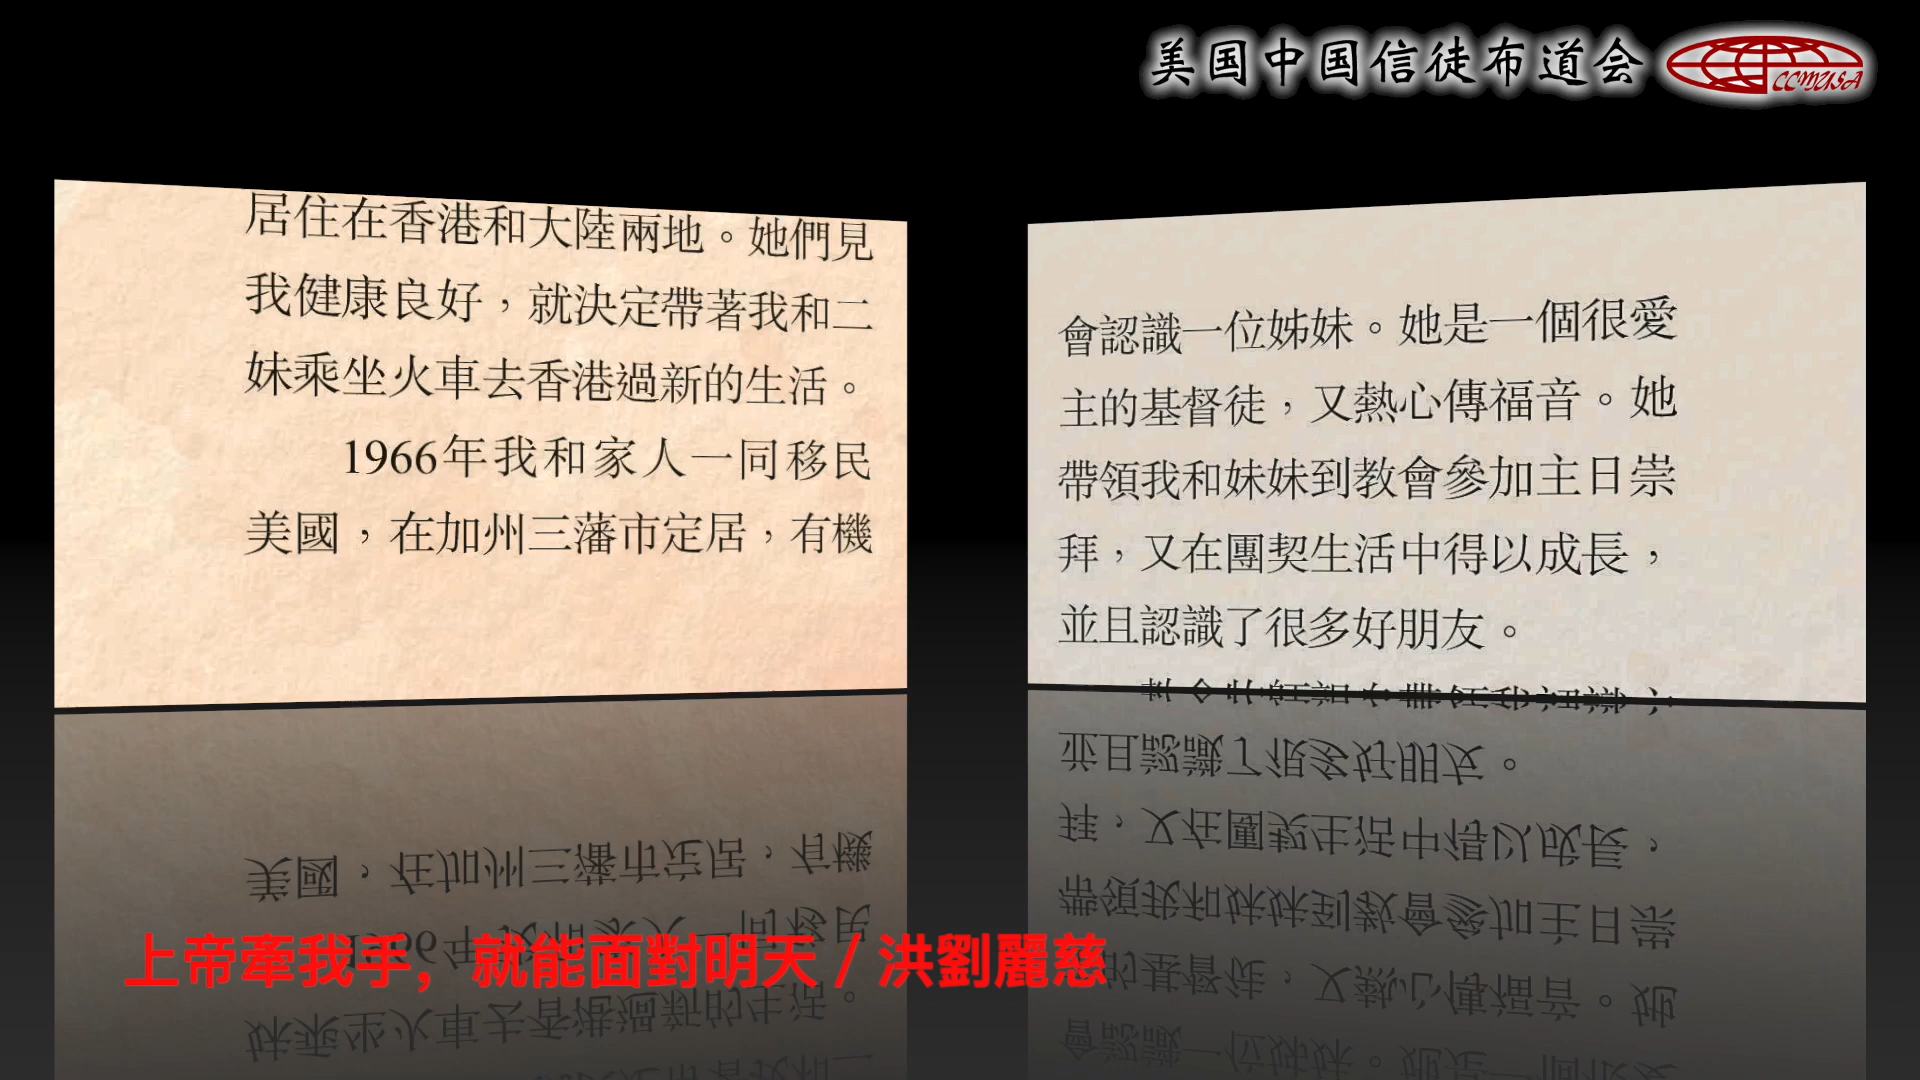 美国中国信徒布道会
CCMUSA
居住在香港和大陸兩地。她們見
我健康良好，就決定帶著我和二
妹乘坐火車去香港過新的生活。
1966年我和家人一同移民
美國，在加州三藩市定居，有機
會認識一位姊妹。她是一個很愛
主的基督徒，又熱心傳福音。她
帶領我和妹妹到教會參加主日崇
拜，又在團契生活中得以成長，
並且認識了很多好朋友。
上帝牽我手，就能面對明天 / 洪劉麗慈